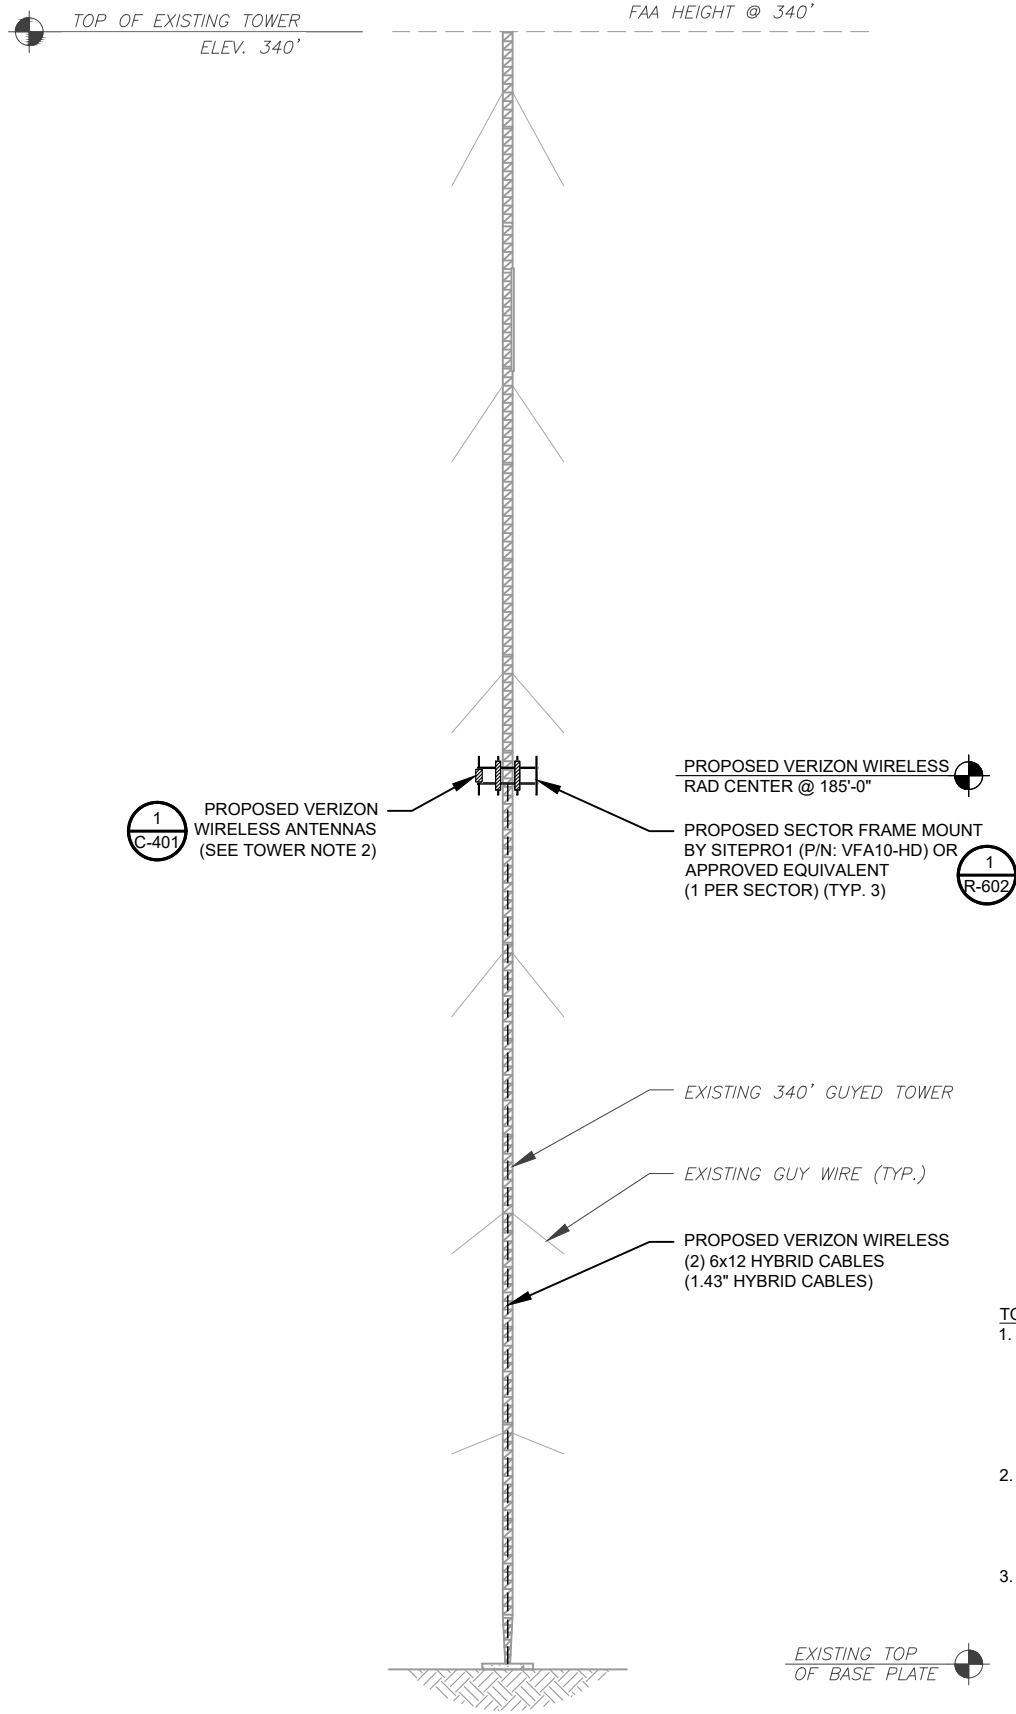 TOP OF EXISTING TOWER
ELEV. 340'
FAA HEIGHT @ 340'
PROPOSED VERIZON WIRELESS
RAD CENTER @ 185'-0"
1
C-401
PROPOSED VERIZON
WIRELESS ANTENNAS
(SEE TOWER NOTE 2)
PROPOSED SECTOR FRAME MOUNT
BY SITEPRO1 (P/N: VFA10-HD) OR
APPROVED EQUIVALENT
(1 PER SECTOR) (TYP. 3)
1
R-602
EXISTING 340' GUYED TOWER
EXISTING GUY WIRE (TYP.)
PROPOSED VERIZON WIRELESS
(2) 6x12 HYBRID CABLES
(1.43" HYBRID CABLES)
1.
2.
3.
EXISTING TOP
OF BASE PLATE